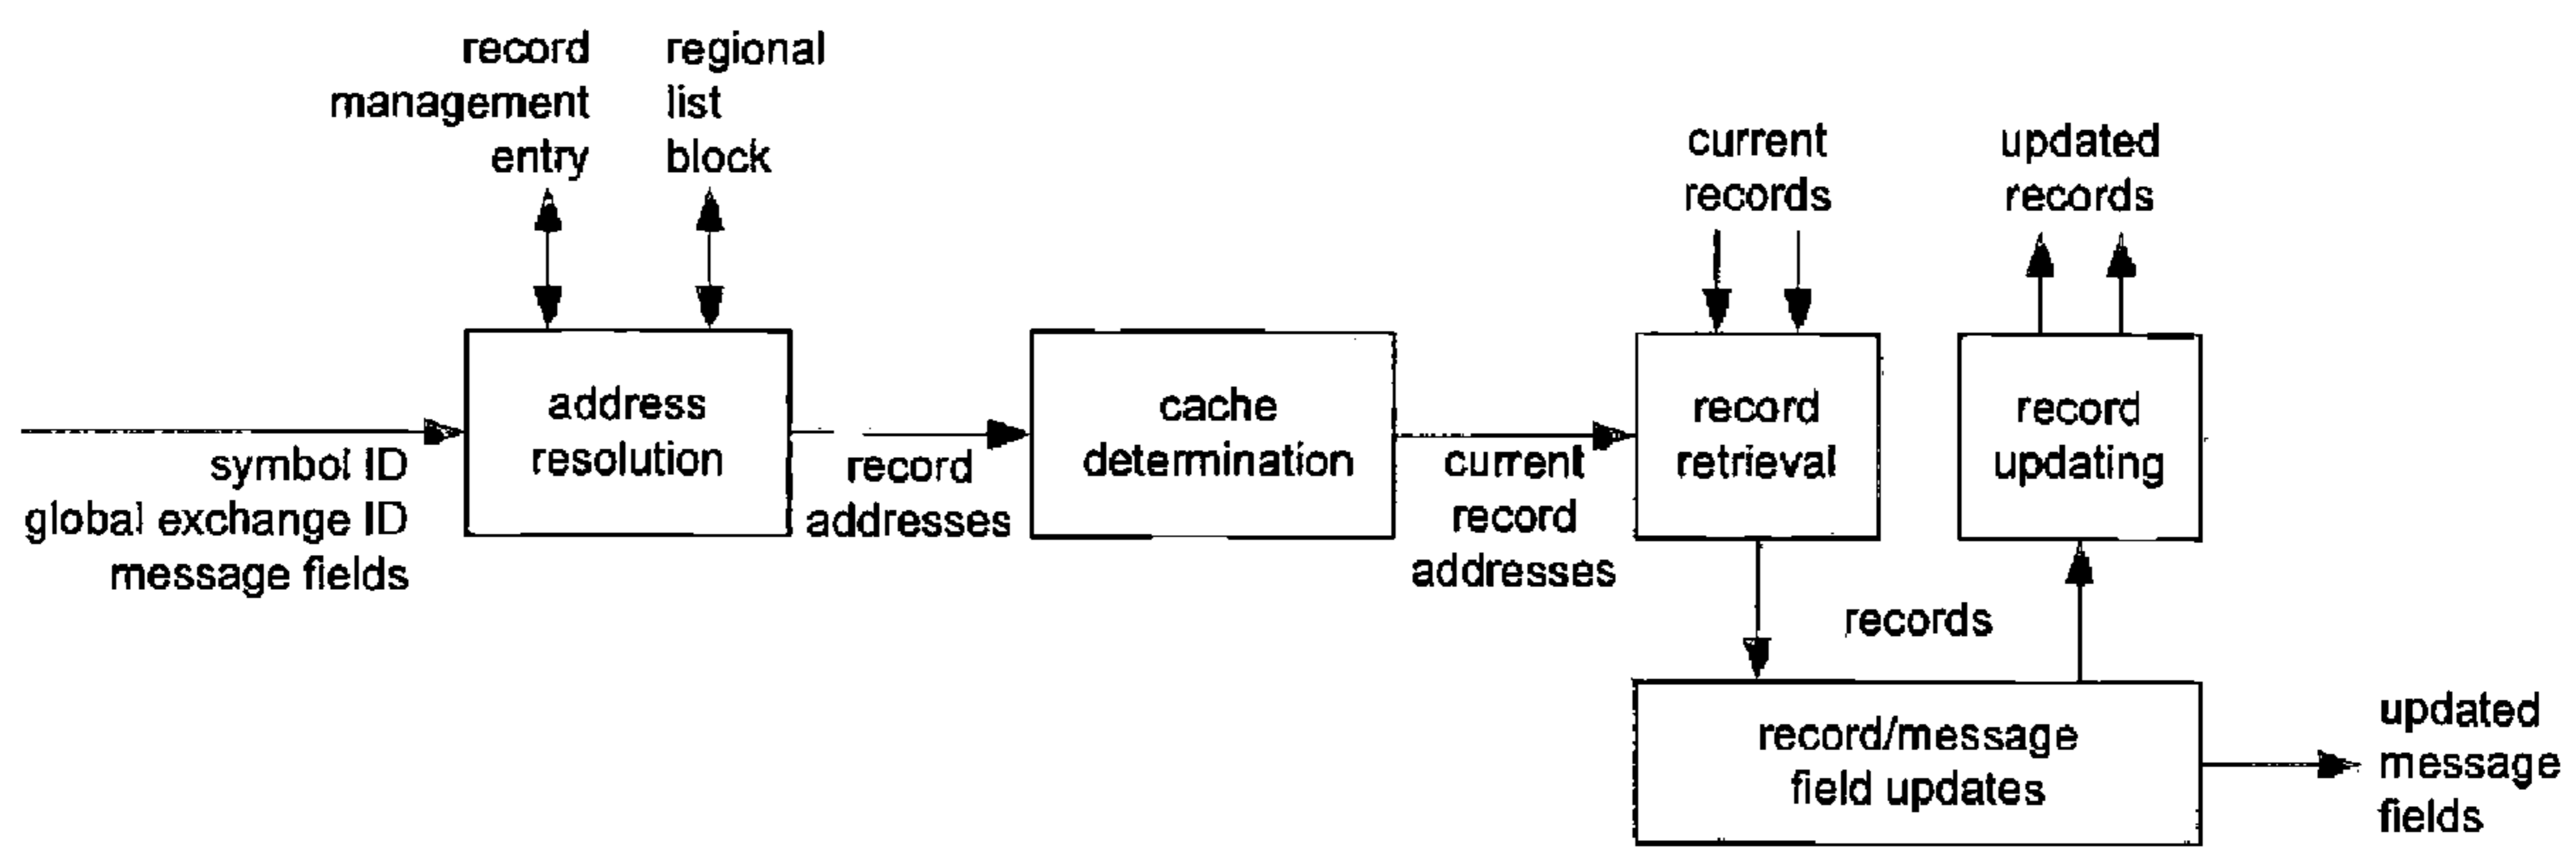 record
management
entry
regional
list
block
current
records
updated
records
address
resolution
cache
determination
record
retrieval
record
updating
symbol ID
global exchange ID
message fields
record
addresses
current
record
addresses
records
record/message
field updates
updated
message
fields